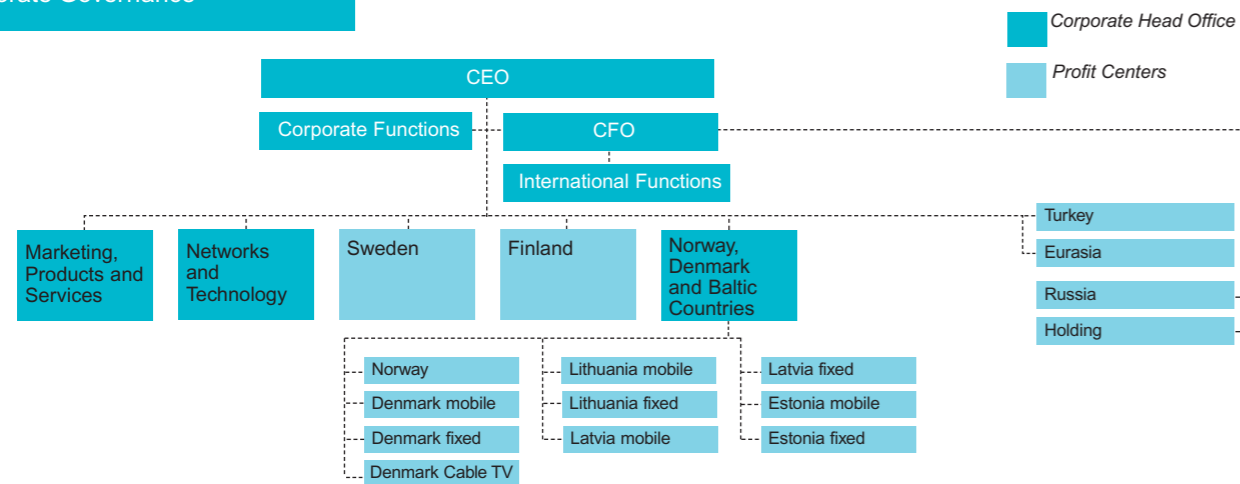 Corporate Head Office
Profit Centers
CEO
Corporate Functions
CFO
International Functions
Marketing,
Products and
Services
Networks
and
Technology
Sweden
Finland
Norway,
Denmark
and Baltic
Countries
Turkey
Eurasia
Russia
Holding
Norway
Denmark mobile
Denmark fixed
Denmark Cable TV
Lithuania mobile
Lithuania fixed
Latvia mobile
Latvia fixed
Estonia mobile
Estonia fixed